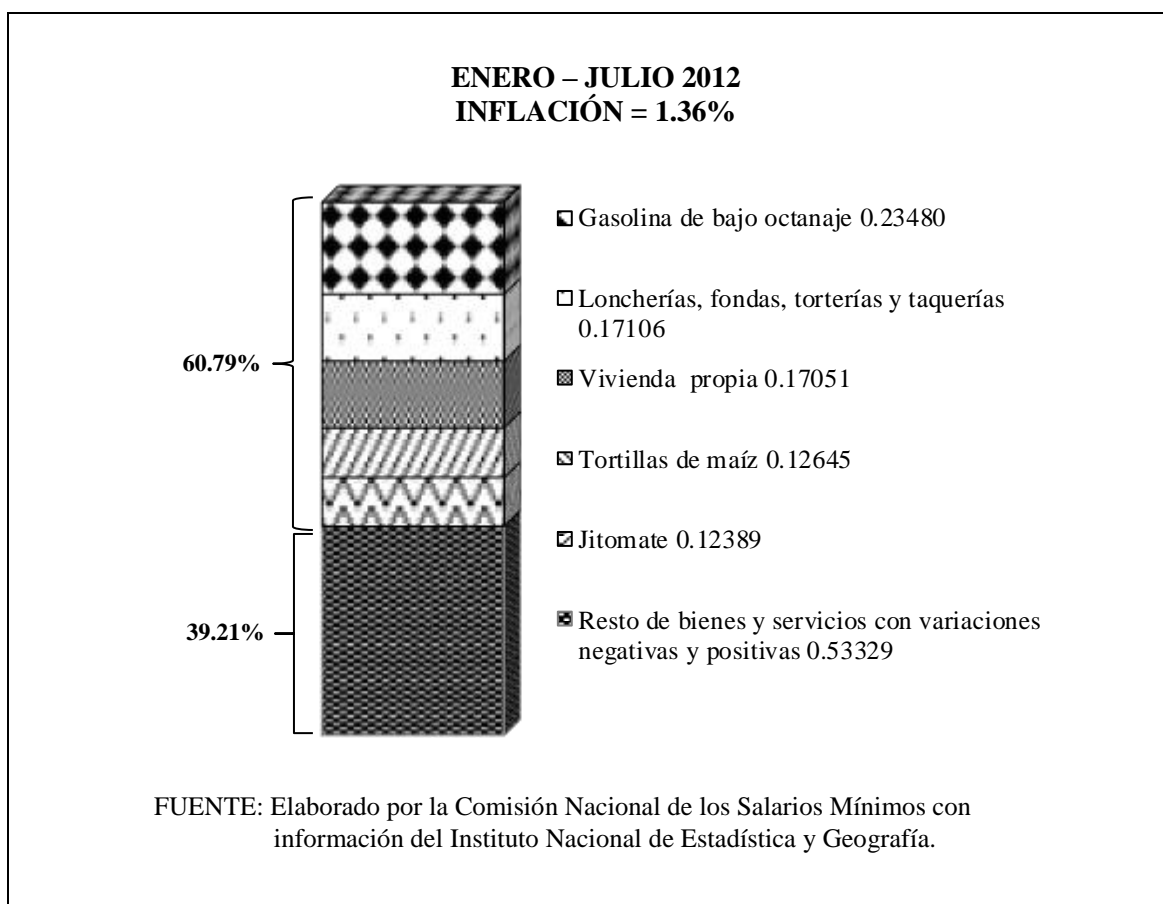 ENERO – JULIO 2012
INFLACIÓN = 1.36%
Gasolina de bajo octanaje 0.23480
Loncherías, fondas, torterías y taquerías
0.17106
60.79%
Vivienda propia 0.17051
Tortillas de maíz 0.12645
Jitomate 0.12389
39.21%
Resto de bienes y servicios con variaciones
negativas y positivas 0.53329
FUENTE: Elaborado por la Comisión Nacional de los Salarios Mínimos con
información del Instituto Nacional de Estadística y Geografía.